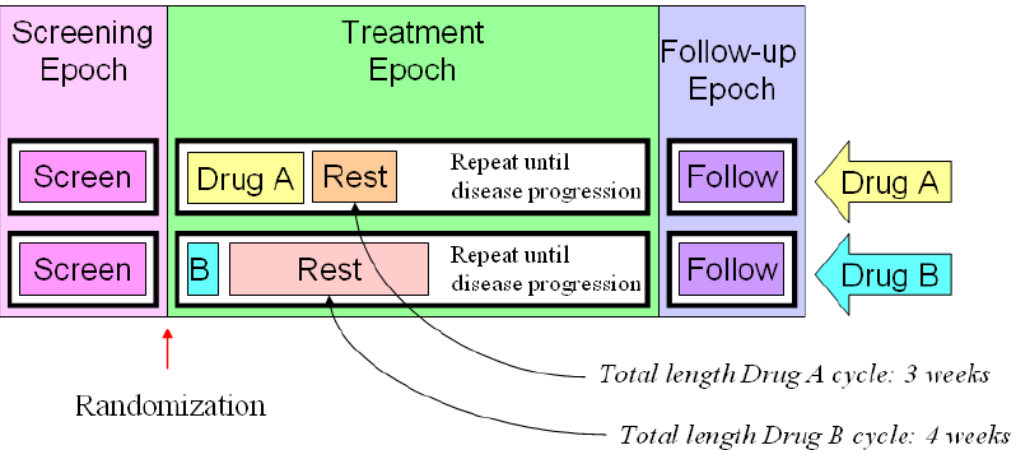 Screening
Epoch
Treatment
Epoch
Follow-up
Epoch
Screen
Drug A
Rest
Repeat until
disease progression
Follow
Drug A
Screen
B
Rest
Repeat until
disease progression
Follow
Drug B
Randomization
Total length Drug A cycle: 3 weeks
Total length Drug B cycle: 4 weeks